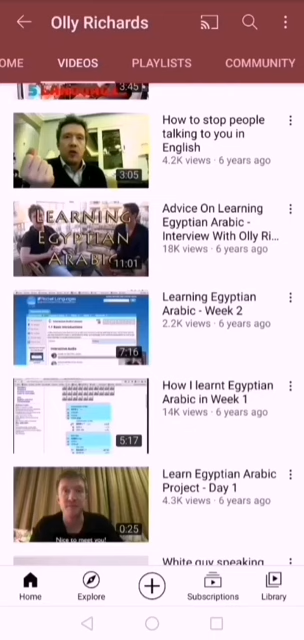 Olly Richards
OME
VIDEOS
PLAYLISTS
COMMUNITY
3:45
How to stop people
talking to you in
English
4.2K views · 6 years ago
3:05
Advice On Learning
Egyptian Arabic -
Interview With Olly Ri...
18K views · 6 years ago
LEARNING
EGYPTIAN
ARABIC
11:01
Learning Egyptian
Arabic - Week 2
2.2K views · 6 years ago
7:16
How I learnt Egyptian
Arabic in Week 1
14K views · 6 years ago
5:17
Learn Egyptian Arabic
Project - Day 1
4.3K views · 6 years ago
Nice to meet you!
0:25
White guy speaking
Home
Explore
Subscriptions
Library